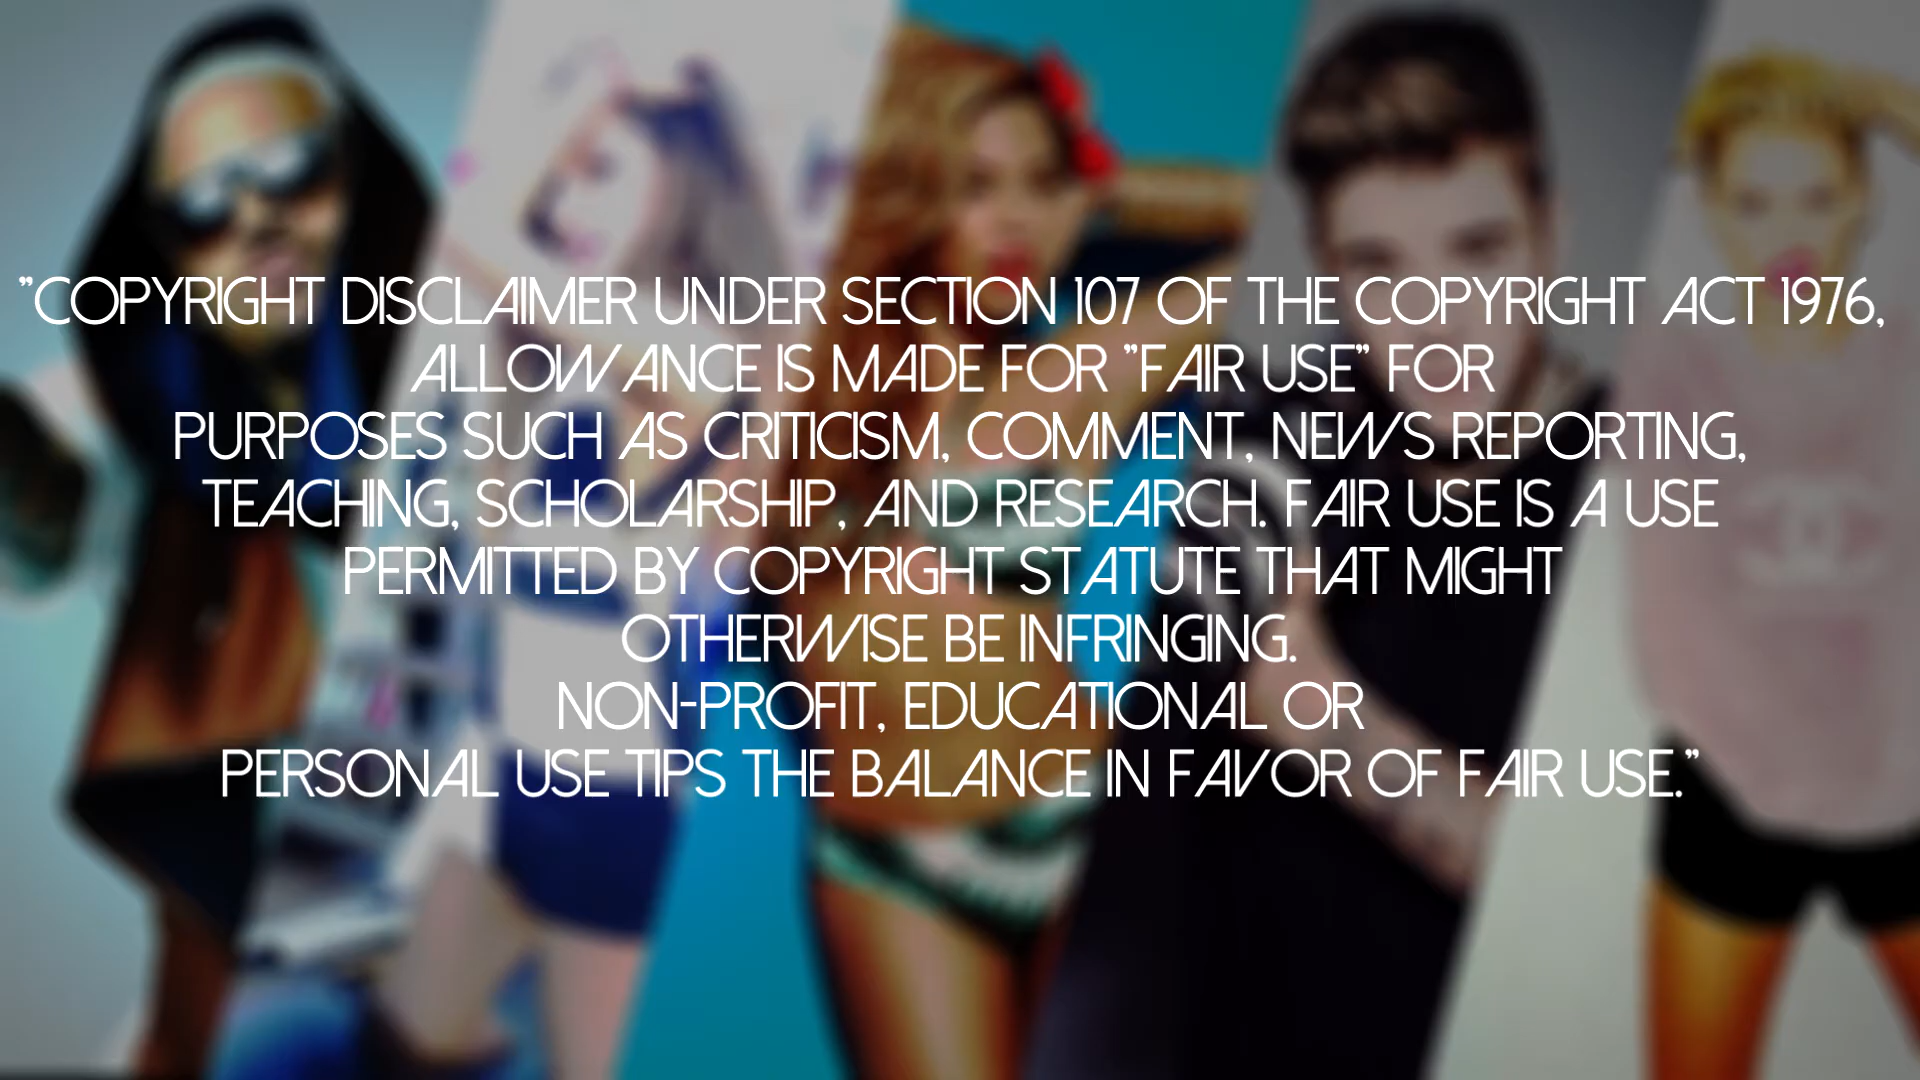 "COPYRIGHT DISCLAIMER UNDER SECTION 107 OF THE COPYRIGHT ACT 1976,
ALLOWANCE IS MADE FOR "FAIR USE" FOR
PURPOSES SUCH AS CRITICISM, COMMENT, NEWS REPORTING,
TEACHING, SCHOLARSHIP, AND RESEARCH. FAIR USE IS A USE
PERMITTED BY COPYRIGHT STATUTE THAT MIGHT
OTHERWISE BE INFRINGING.
NON-PROFIT, EDUCATIONAL OR
PERSONAL USE TIPS THE BALANCE IN FAVOR OF FAIR USE."